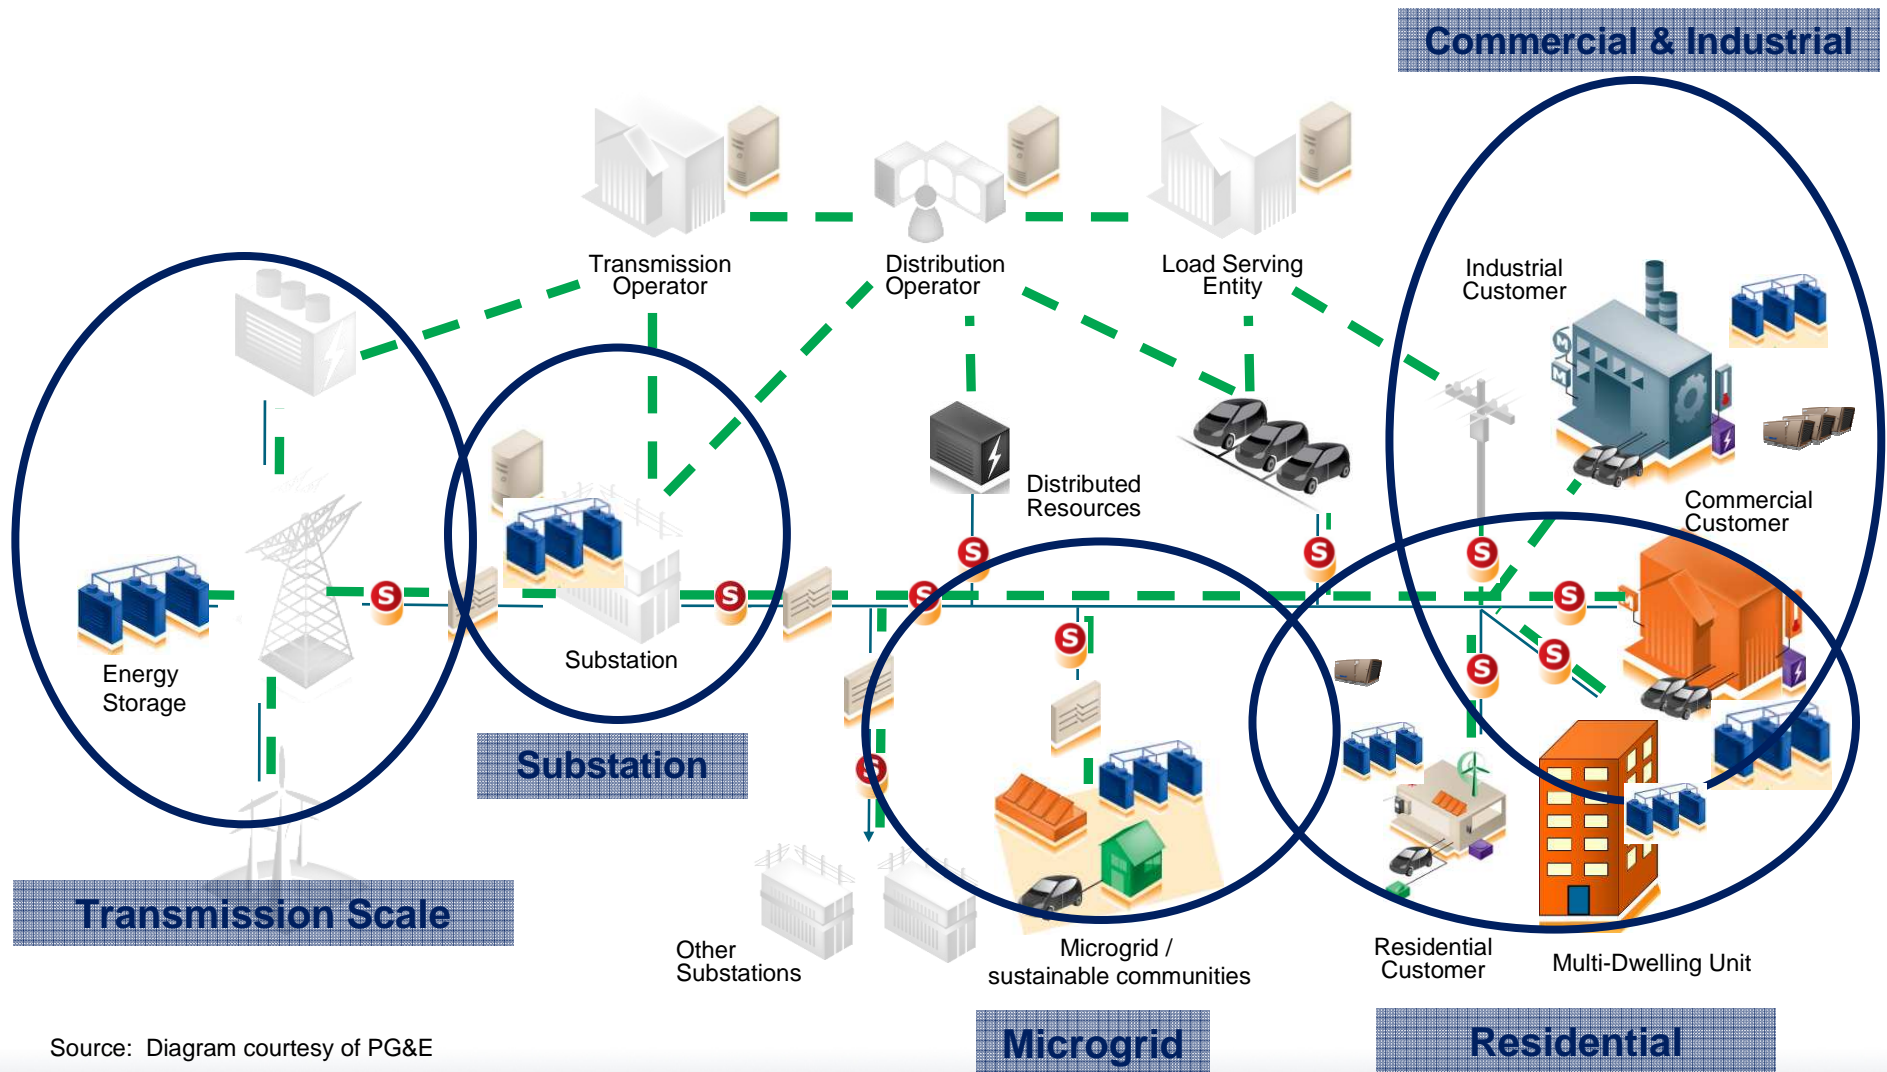 Commercial & Industrial
Transmission
Operator
Distribution
Operator
Load Serving
Entity
Industrial
Customer
M
M
Distributed
Resources
Commercial
Customer
S
S
S
S
S
S
S
M
Energy
Storage
Substation
S
S
S
S
Substation
Transmission Scale
Other
Substations
Microgrid /
sustainable communities
Residential
Customer
Multi-Dwelling Unit
Microgrid
Residential
Source: Diagram courtesy of PG&E